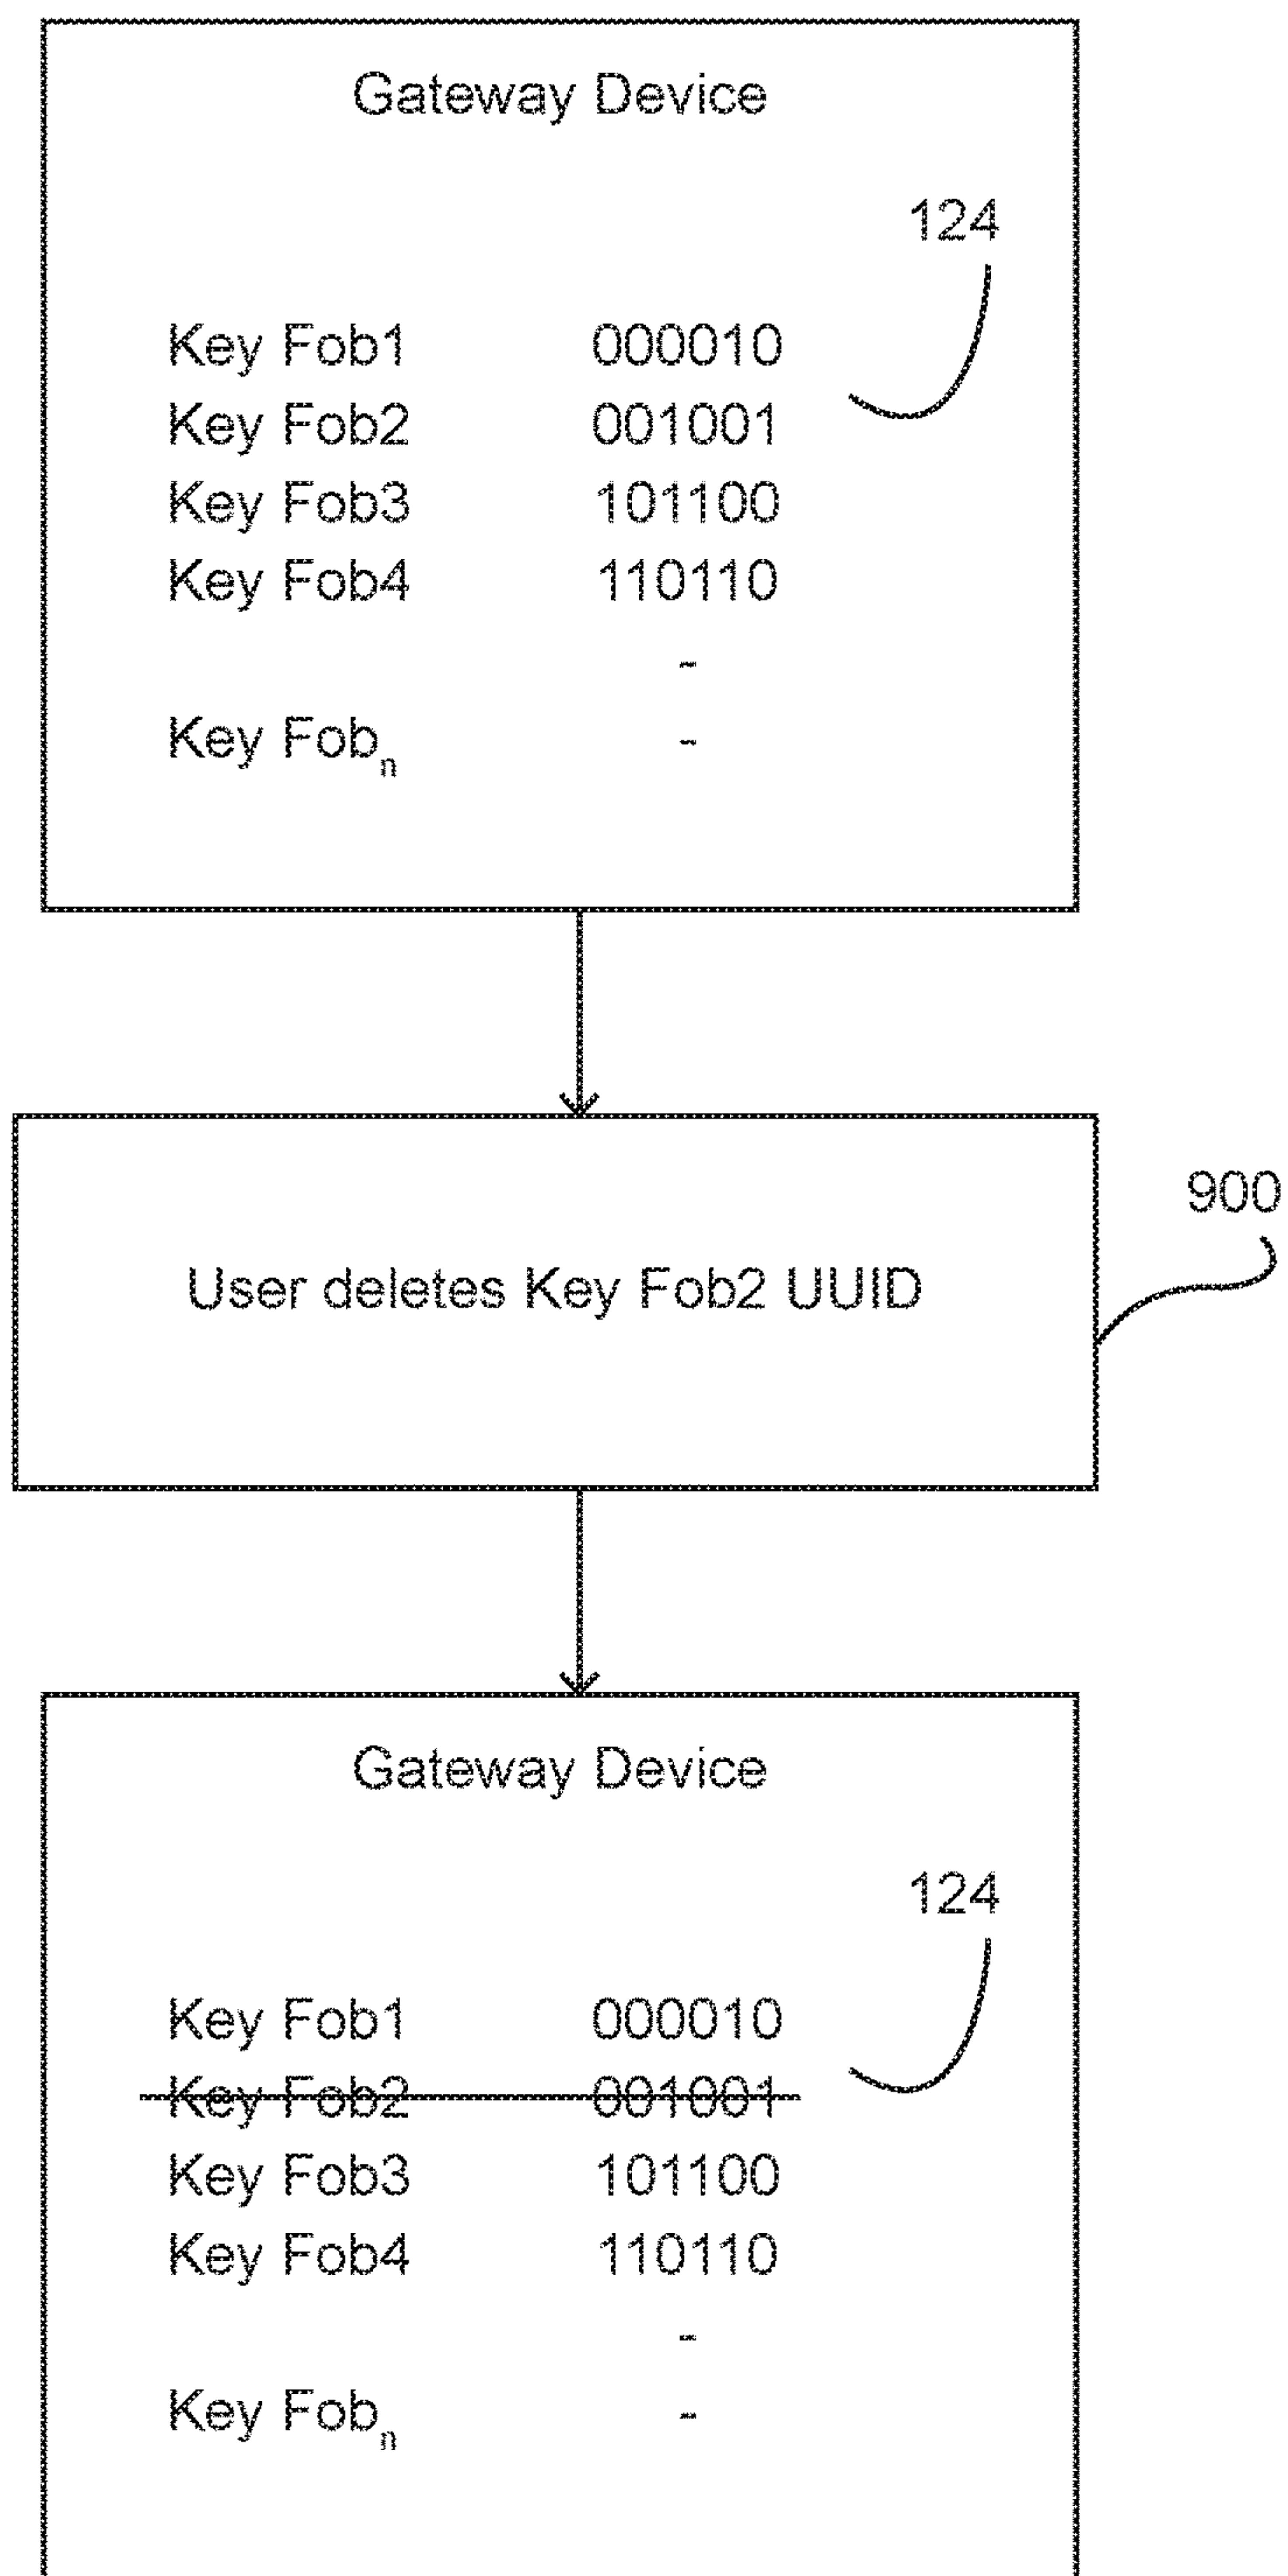 Gateway Device
124
Key Fob1 000010
Key Fob2 001001
Key Fob3 101100
Key Fob4 110110
-
Key Fobn -
User deletes Key Fob2 UUID
900
Gateway Device
124
Key Fob1 000010
Key Fob2 001001
Key Fob3 101100
Key Fob4 110110
-
Key Fobn -